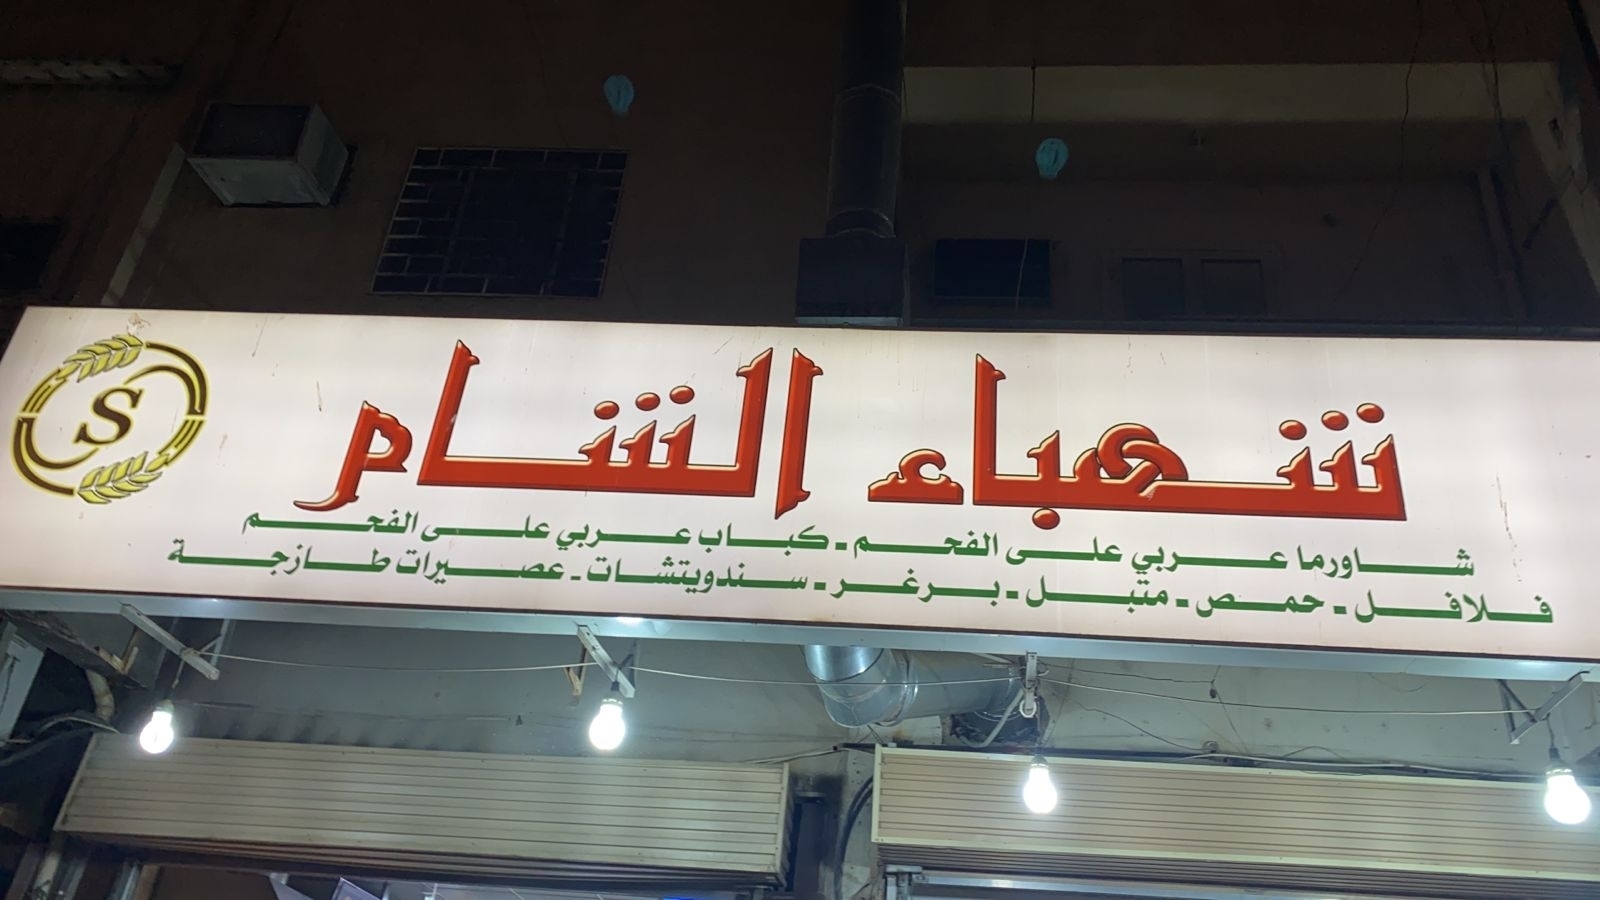 شهباء الشام
شاورما عربي على الفحم - كباب عربي على الفحم
فلافل - حمص - متبل - برغر - سندويتشات - عصيرات طازجة
S